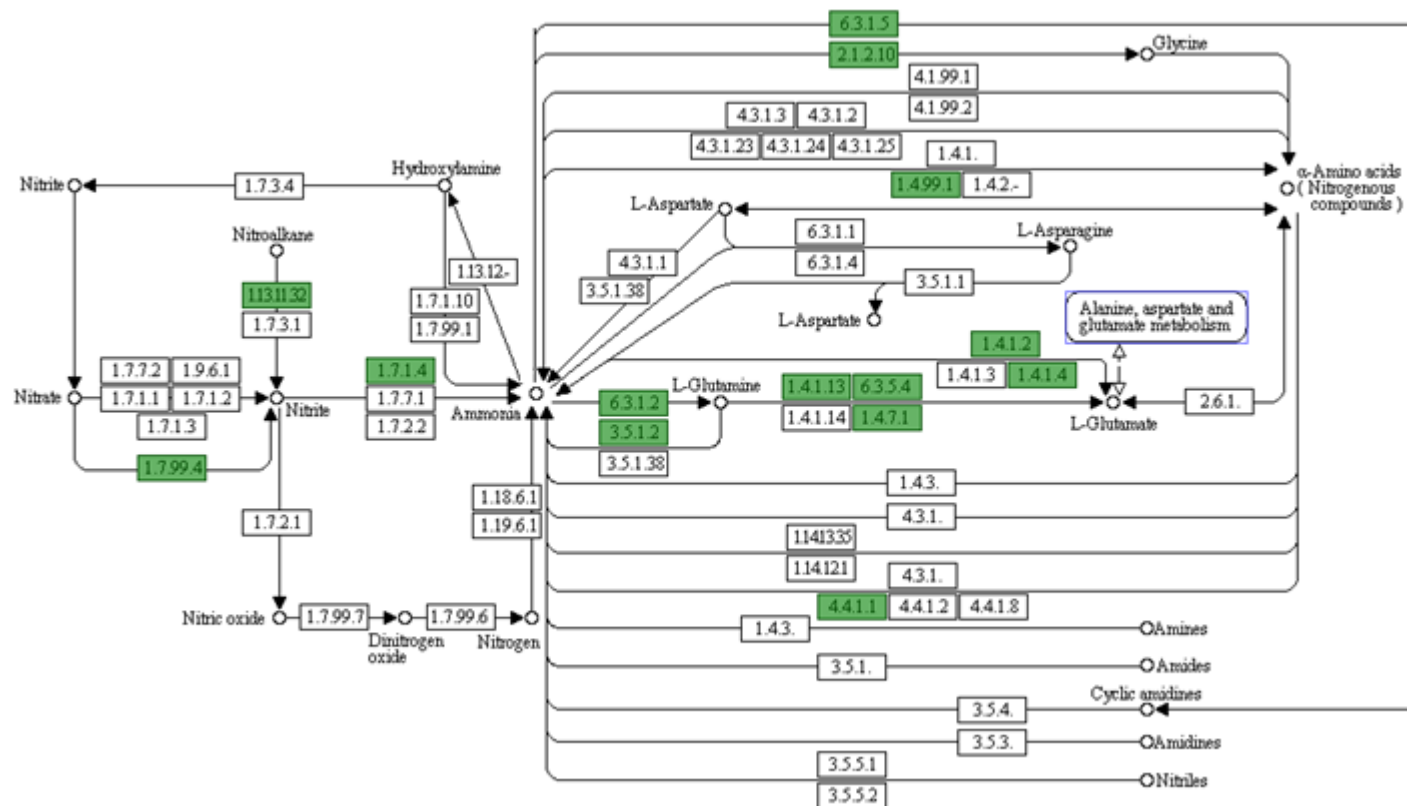 6.3.1.5
2.1.2.10
Glycine
4.1.99.1
4.1.99.2
4.3.1.3 4.3.1.2
4.3.1.23 4.3.1.24 4.3.1.25
1.4.1.
1.4.99.1 1.4.2.-
α-Amino acids
( Nitrogenous
compounds )
Nitrite
1.7.3.4
Hydroxylamine
L-Aspartate
6.3.1.1
6.3.1.4
L-Asparagine
Nitroalkane
1.13.12.-
4.3.1.1
3.5.1.38
3.5.1.1
L-Aspartate
1.13.11.32
1.7.3.1
1.7.1.10
1.7.99.1
Alanine, aspartate and
glutamate metabolism
1.4.1.2
1.4.1.3 1.4.1.4
Nitrate
1.7.7.2 1.9.6.1
1.7.1.1 1.7.1.2
1.7.1.3
1.7.99.4
Nitrite
1.7.1.4
1.7.7.1
1.7.2.2
Ammonia
6.3.1.2
3.5.1.2
3.5.1.38
L-Glutamine
1.4.1.13 6.3.5.4
1.4.1.14 1.4.7.1
L-Glutamate
2.6.1.
1.18.6.1
1.19.6.1
1.4.3.
4.3.1.
1.7.2.1
1.14.13.35
1.14.12.1
4.3.1.
4.4.1.1 4.4.1.2 4.4.1.8
Nitric oxide
1.7.99.7
Dinitrogen
oxide
1.7.99.6
Nitrogen
1.4.3.
Amines
3.5.1.
Amides
Cyclic amidines
3.5.4.
3.5.3.
Amidines
3.5.5.1
3.5.5.2
Nitriles